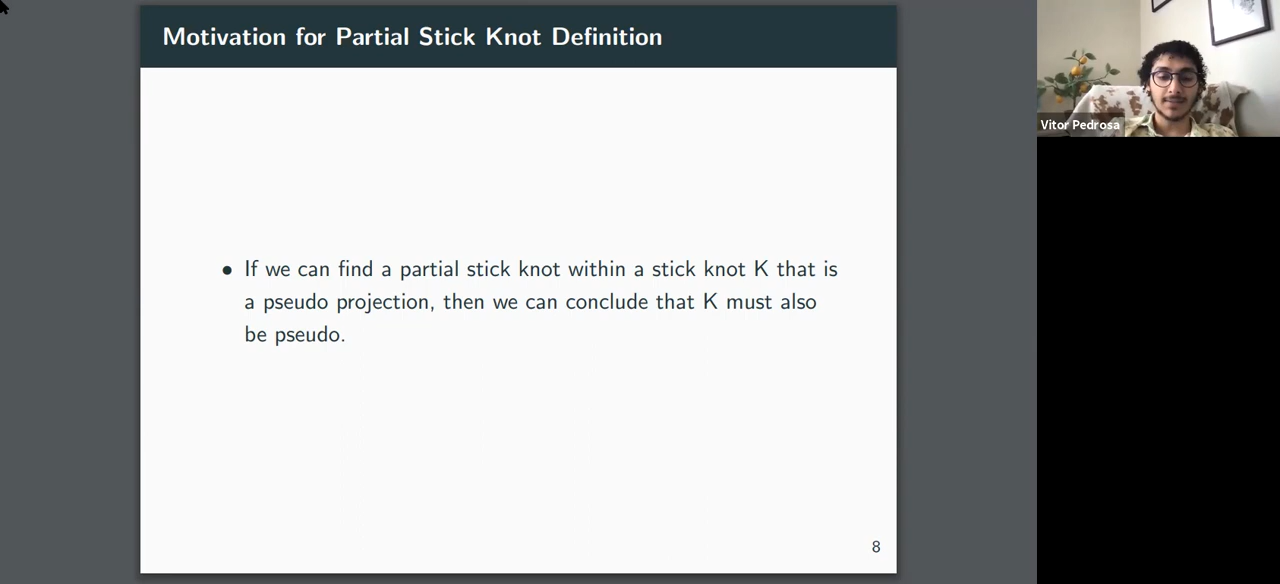 Motivation for Partial Stick Knot Definition
Vitor Pedrosa
• If we can find a partial stick knot within a stick knot K that is
a pseudo projection, then we can conclude that K must also
be pseudo.
8